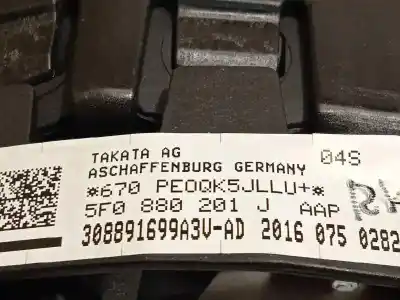 TAKATA AG 04S
ASCHAFFENBURG GERMANY
*670 PEOQK5JLLU+*
5F0 880 201 J AAP
308891699A3V-AD 2016 075 0282